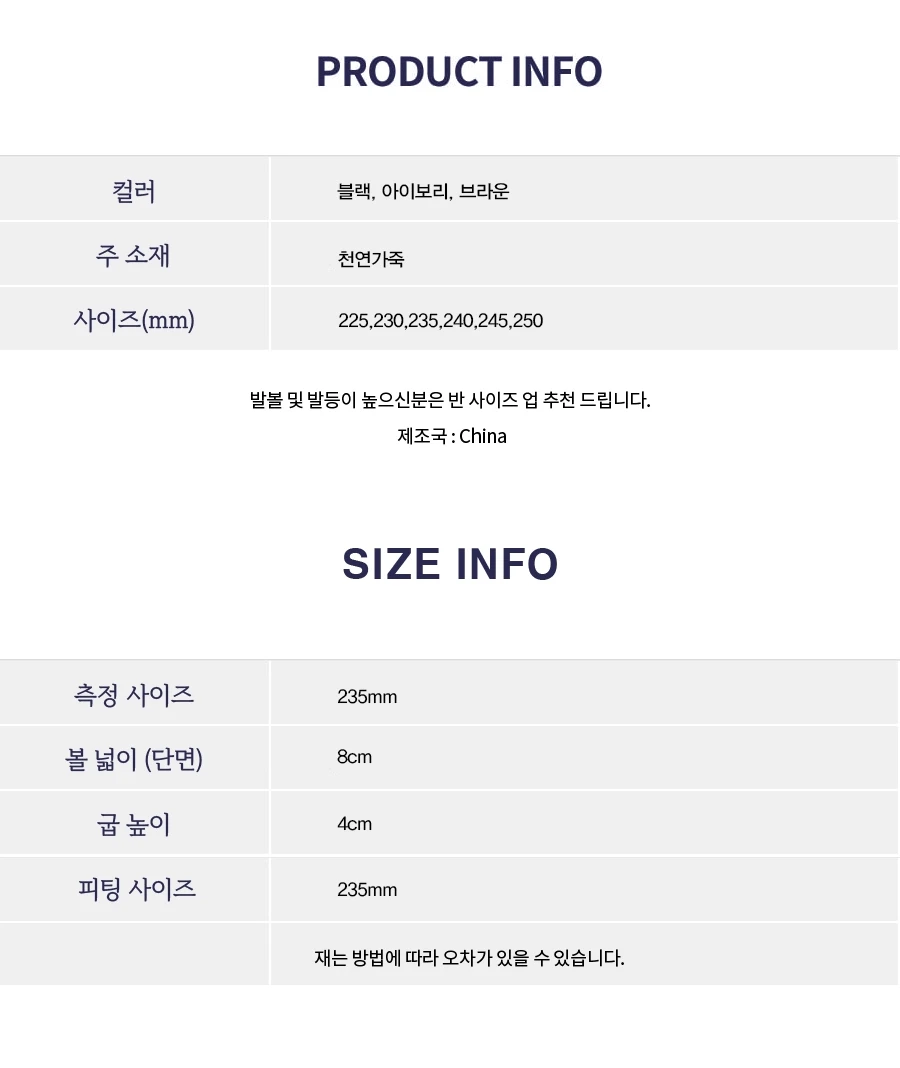 PRODUCT INFO
컬러 블랙, 아이보리, 브라운
주 소재 천연가죽
사이즈(mm) 225,230,235,240,245,250
발볼 및 발등이 높으신분은 반 사이즈 업 추천 드립니다.
제조국 : China
SIZE INFO
측정 사이즈 235mm
볼 넓이 (단면) 8cm
굽 높이 4cm
피팅 사이즈 235mm
재는 방법에 따라 오차가 있을 수 있습니다.